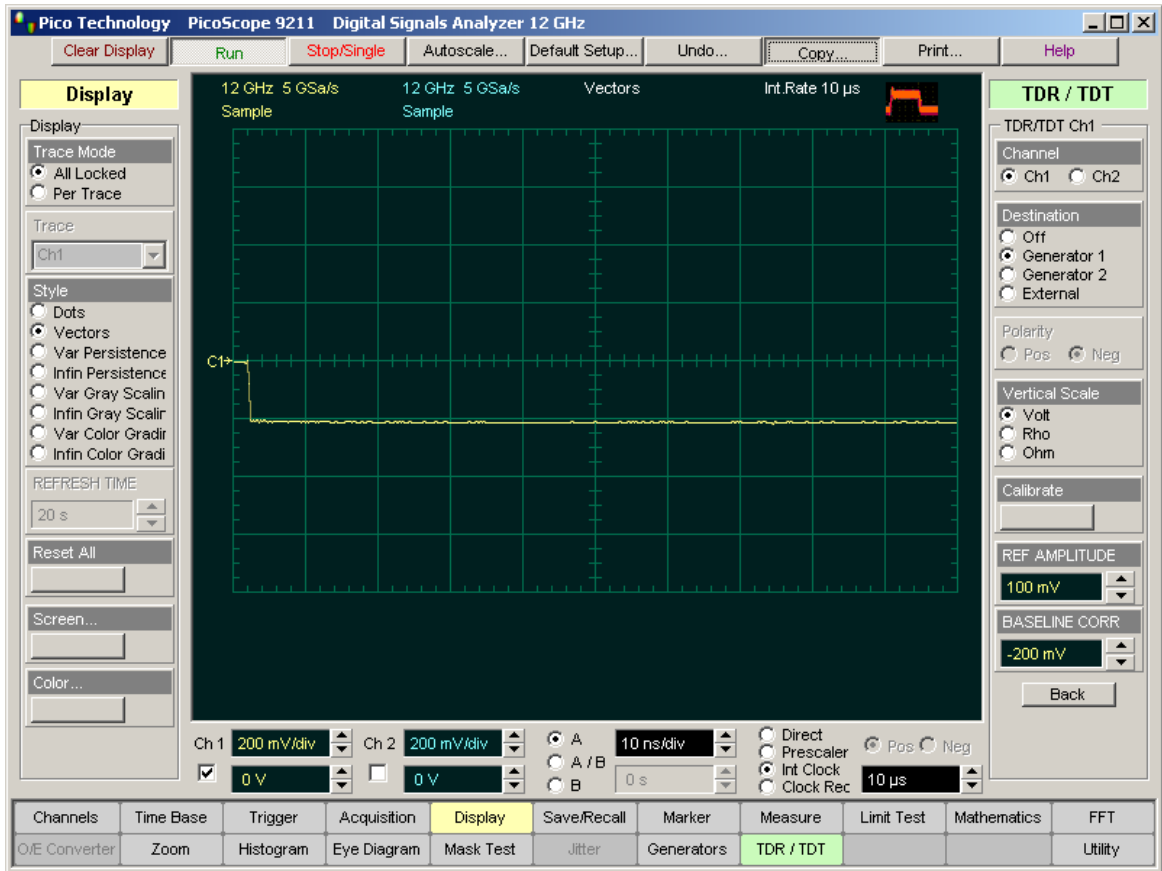 Pico Technology PicoScope 9211 Digital Signals Analyzer 12 GHz
Clear Display Run Stop/Single Autoscale... Default Setup... Undo... Copy... Print... Help
Display
Display
Trace Mode
All Locked
Per Trace
Trace
Ch1
Style
Dots
Vectors
Var Persistence
Infin Persistence
Var Gray Scalin
Infin Gray Scalin
Var Color Gradin
Infin Color Gradi
REFRESH TIME
20 s
Reset All
Screen...
Color...
12 GHz 5 GSa/s 12 GHz 5 GSa/s Vectors Int.Rate 10 µs
Sample Sample
C1
TDR / TDT
TDR/TDT Ch1
Channel
Ch1 Ch2
Destination
Off
Generator 1
Generator 2
External
Polarity
Pos Neg
Vertical Scale
Volt
Rho
Ohm
Calibrate
REF AMPLITUDE
100 mV
BASELINE CORR
-200 mV
Back
Ch 1 200 mV/div Ch 2 200 mV/div A 10 ns/div Direct Pos Neg
A / B Prescaler
0 V 0 V B 0 s Int Clock 10 µs
Clock Rec
Channels Time Base Trigger Acquisition Display Save/Recall Marker Measure Limit Test Mathematics FFT
O/E Converter Zoom Histogram Eye Diagram Mask Test Jitter Generators TDR / TDT Utility